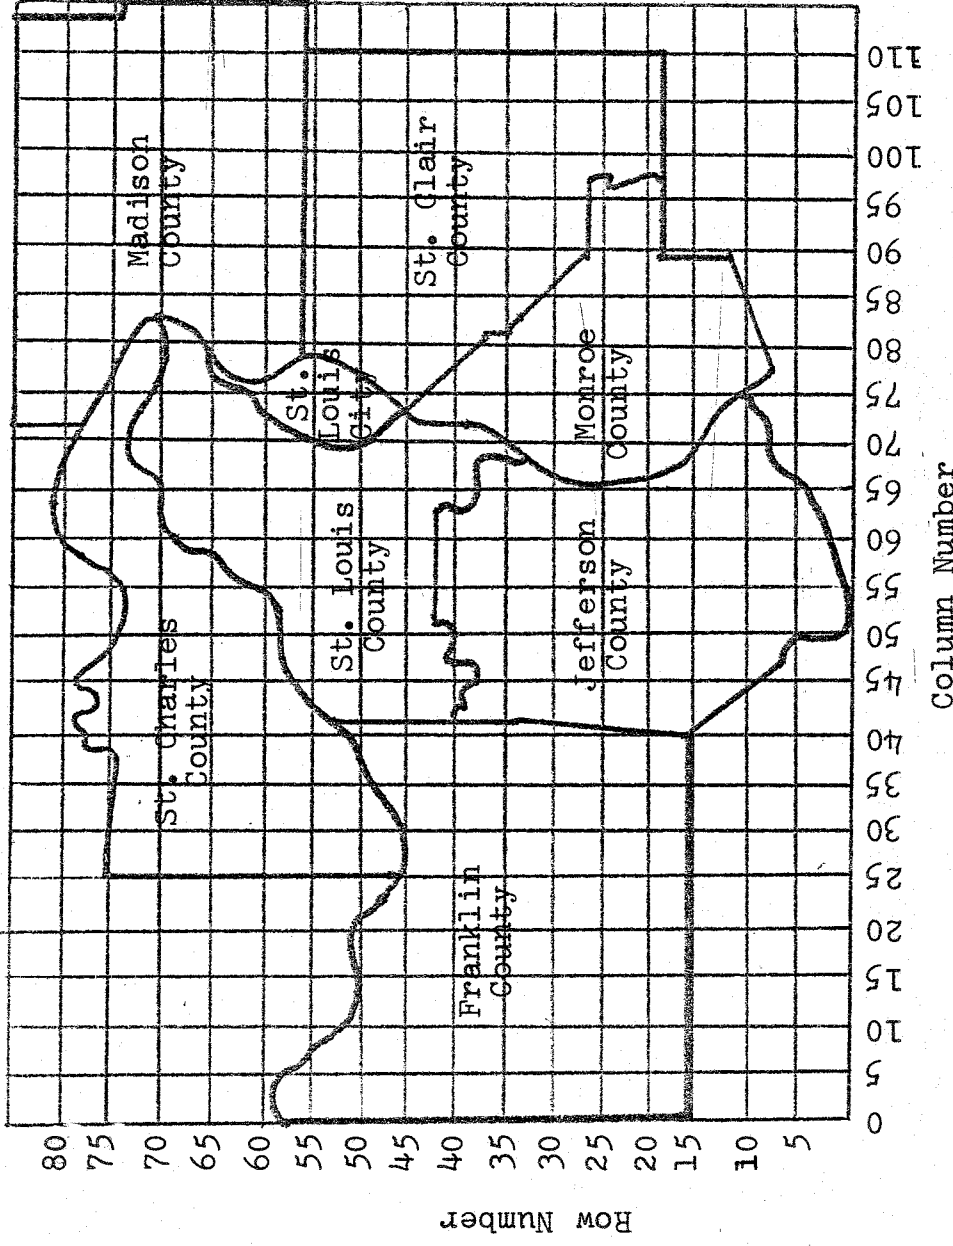 Madison
County
St. Clair
County
St.
Louis
City
Monroe
County
St. Louis
County
Jefferson
County
St. Charles
County
Franklin
County
80
75
70
65
60
55
50
45
40
35
30
25
20
15
10
5
Row Number
0
5
10
15
20
25
30
35
40
45
50
55
60
65
70
75
80
85
90
95
100
105
110
Column Number